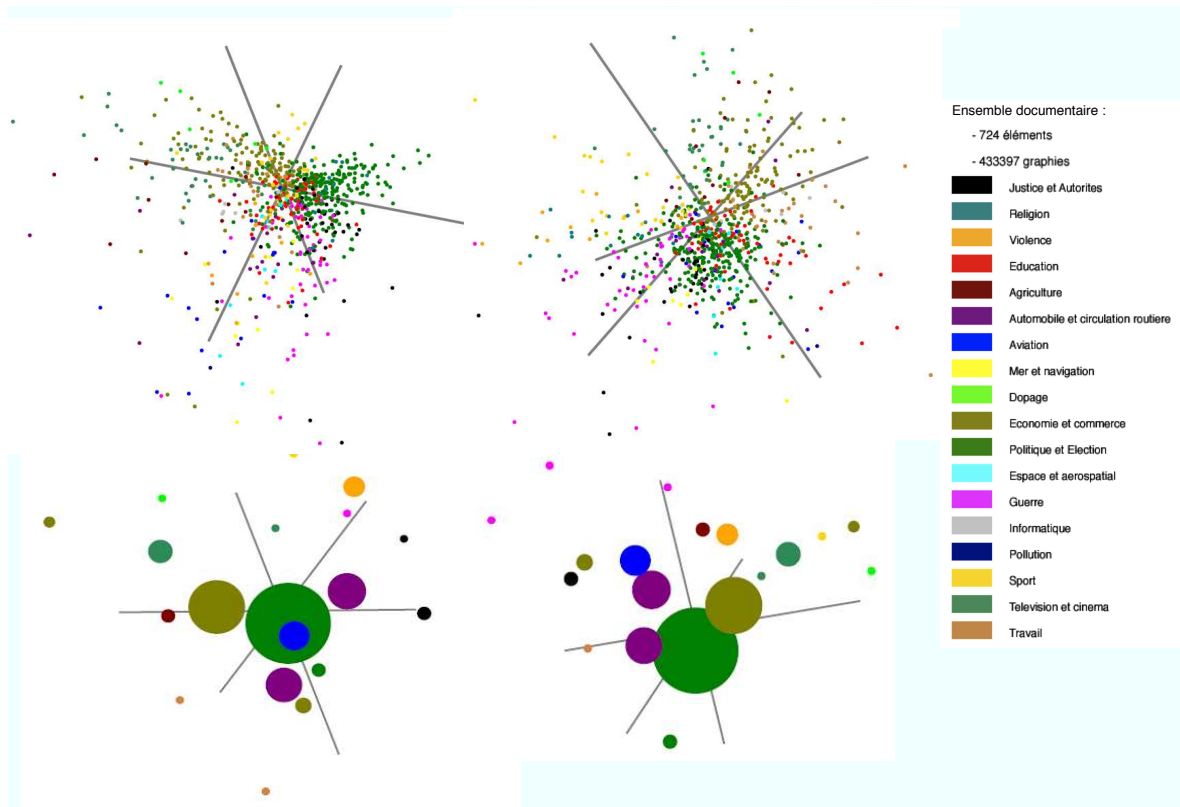 Ensemble documentaire :
- 724 éléments
- 433397 graphies
Justice et Autorites
Religion
Violence
Education
Agriculture
Automobile et circulation routiere
Aviation
Mer et navigation
Dopage
Economie et commerce
Politique et Election
Espace et aerospatial
Guerre
Informatique
Pollution
Sport
Television et cinema
Travail